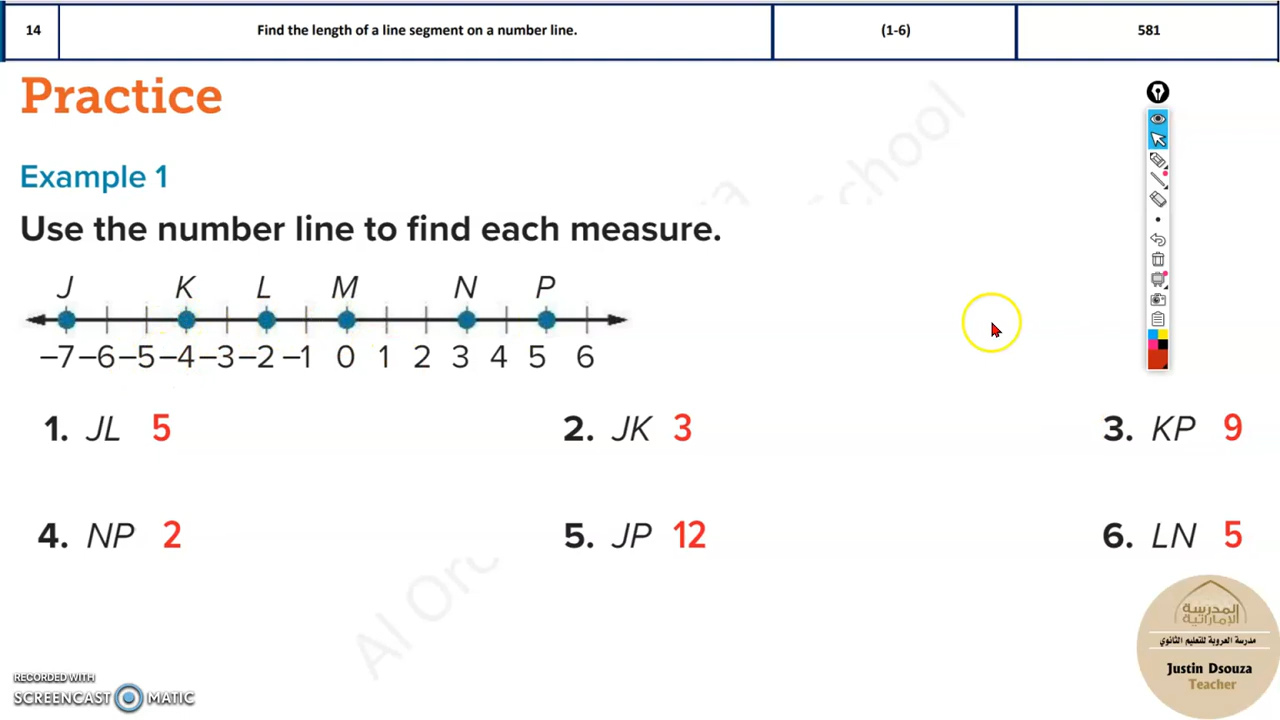 14 Find the length of a line segment on a number line. (1-6) 581
Practice
Example 1
Use the number line to find each measure.
J K L M N P
−7 −6 −5 −4 −3 −2 −1 0 1 2 3 4 5 6
1. JL 5 2. JK 3 3. KP 9
4. NP 2 5. JP 12 6. LN 5
School
Al Oro
المدرسة
الإماراتية
مدرسة العروبة للتعليم الثانوي
Justin Dsouza
Teacher
RECORDED WITH
SCREENCAST MATIC